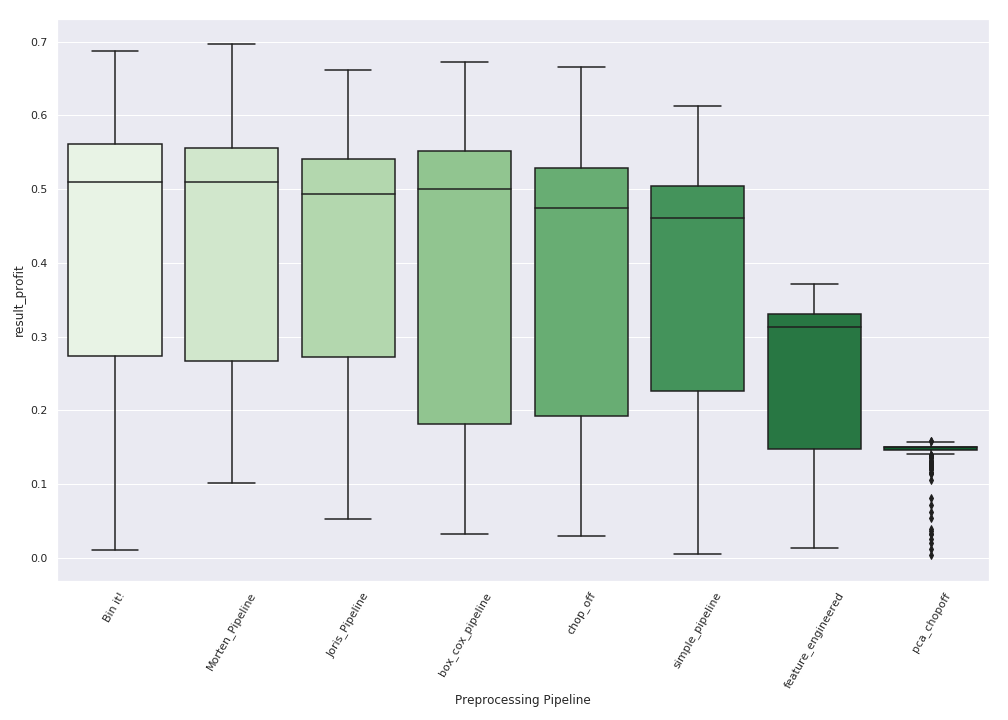 0.7
0.6
0.5
0.4
0.3
0.2
0.1
0.0
result_profit
Bin it!
Morten_Pipeline
Joris_Pipeline
box_cox_pipeline
chop_off
simple_pipeline
feature_engineered
pca_chopoff
Preprocessing Pipeline